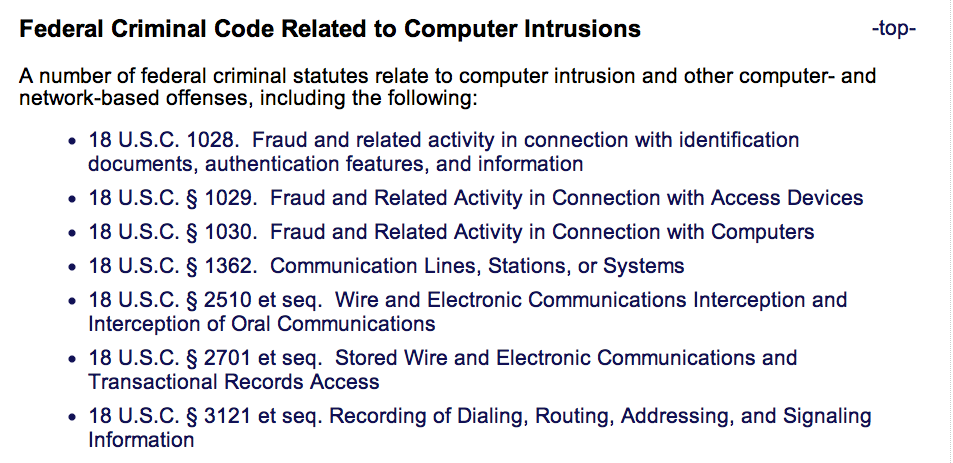 Federal Criminal Code Related to Computer Intrusions
-top-
A number of federal criminal statutes relate to computer intrusion and other computer- and
network-based offenses, including the following:
• 18 U.S.C. 1028.  Fraud and related activity in connection with identification
documents, authentication features, and information
• 18 U.S.C. § 1029.  Fraud and Related Activity in Connection with Access Devices
• 18 U.S.C. § 1030.  Fraud and Related Activity in Connection with Computers
• 18 U.S.C. § 1362.  Communication Lines, Stations, or Systems
• 18 U.S.C. § 2510 et seq.  Wire and Electronic Communications Interception and
Interception of Oral Communications
• 18 U.S.C. § 2701 et seq.  Stored Wire and Electronic Communications and
Transactional Records Access
• 18 U.S.C. § 3121 et seq. Recording of Dialing, Routing, Addressing, and Signaling
Information